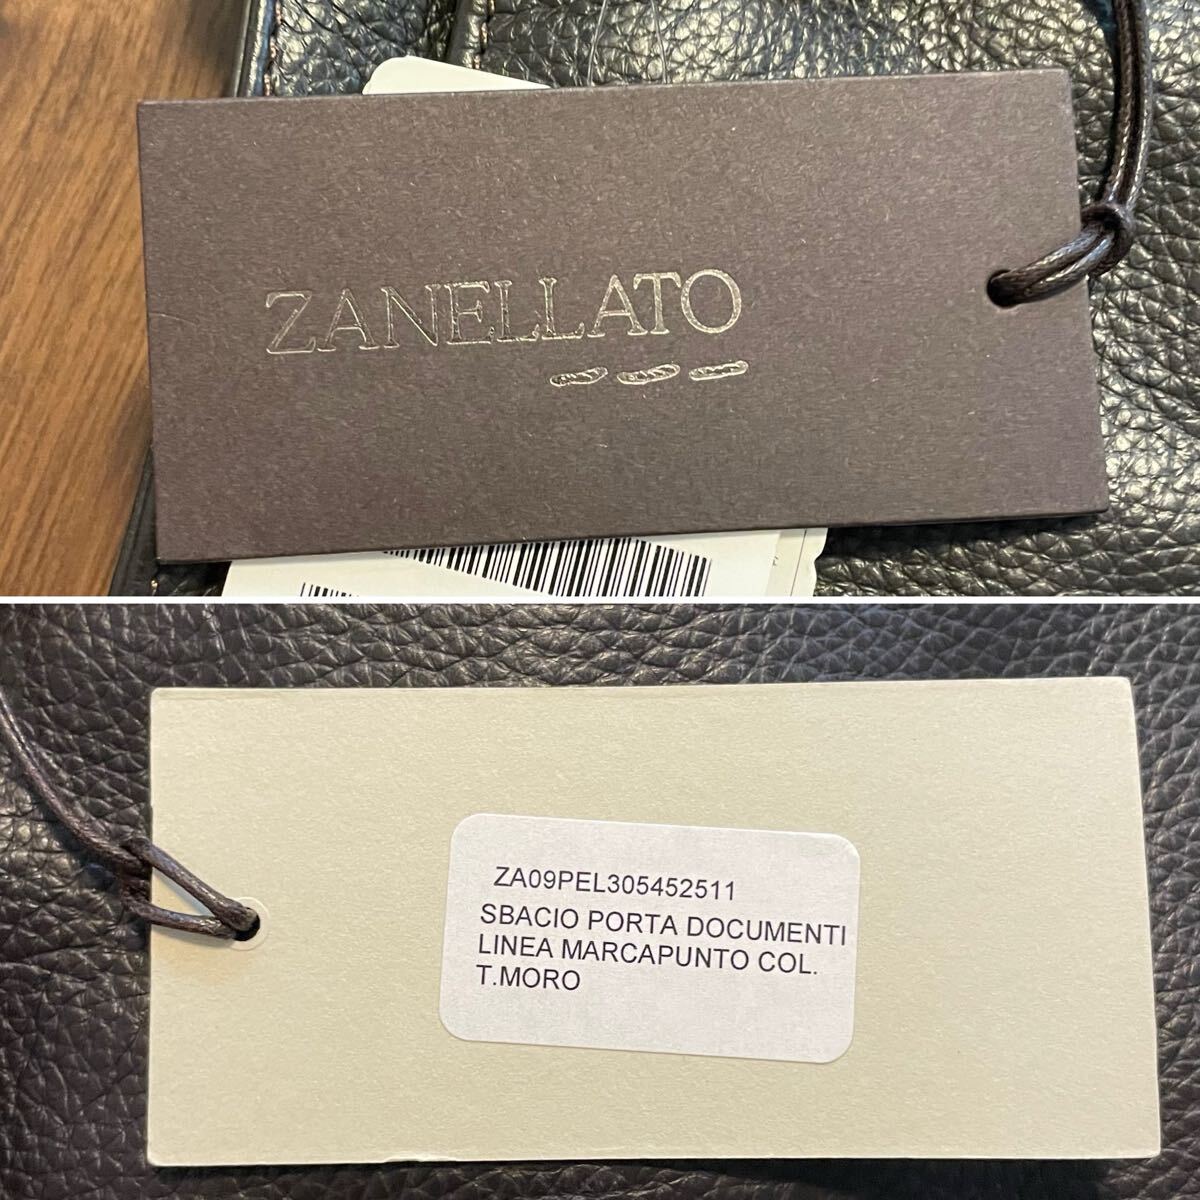 ZANELLATO
ZA09PEL305452511
SBACIO PORTA DOCUMENTI
LINEA MARCAPUNTO COL.
T.MORO